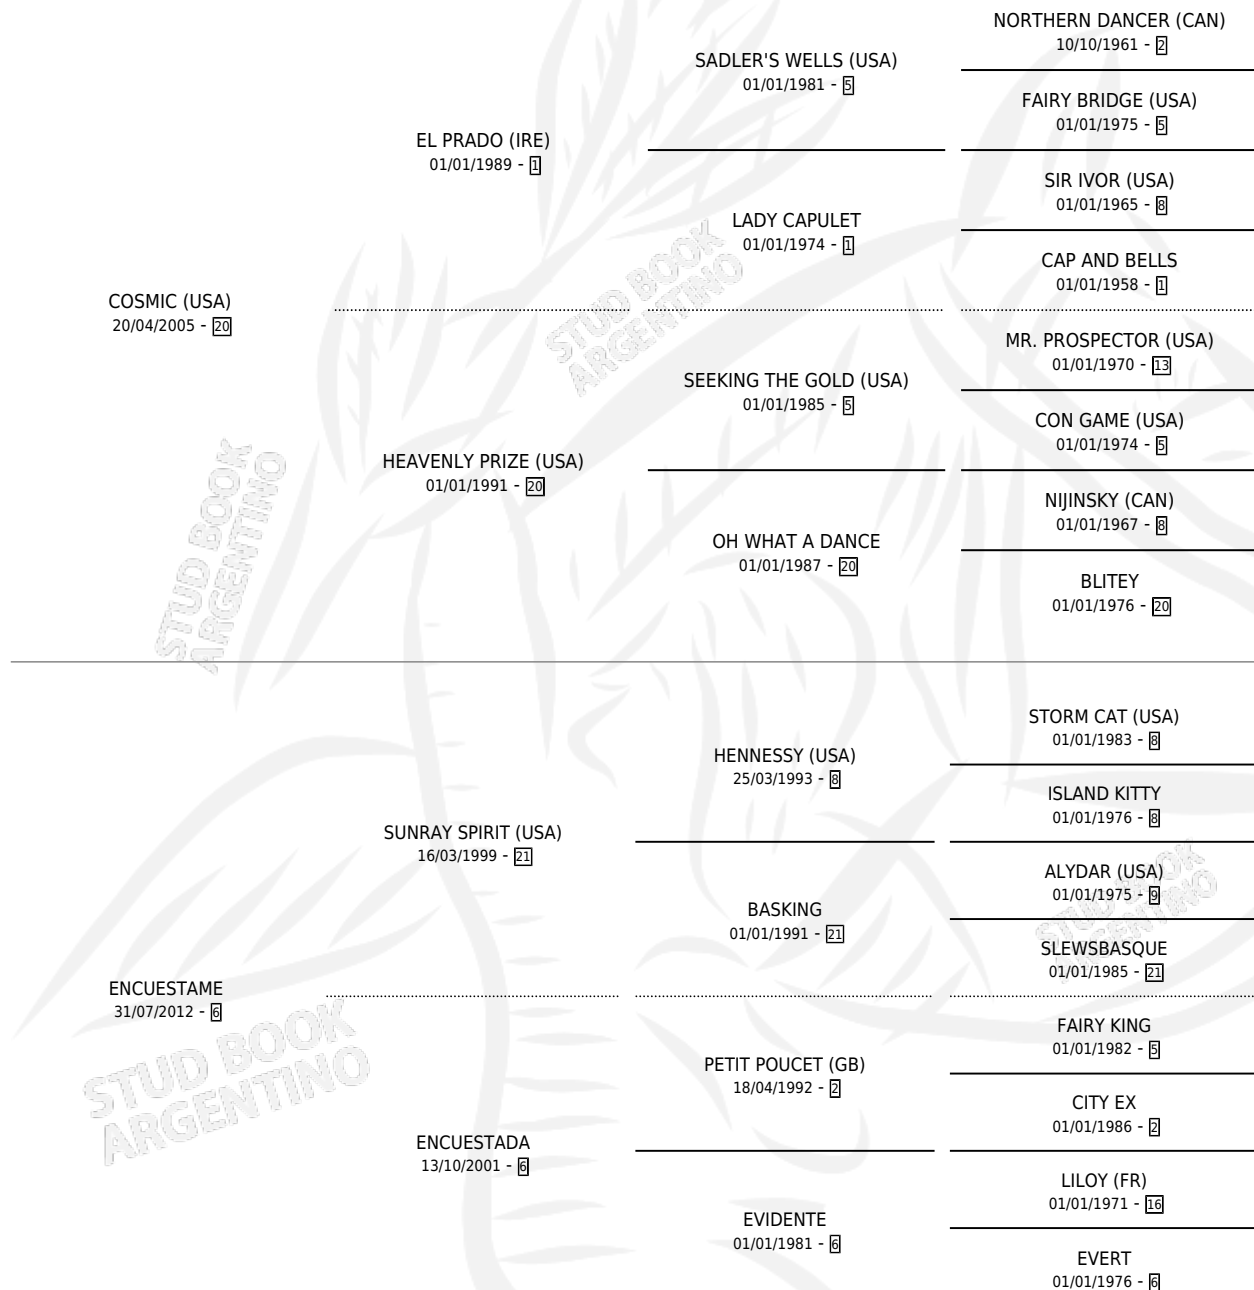 NORTHERN DANCER (CAN)
10/10/1961 - 2
SADLER'S WELLS (USA)
01/01/1981 - 5
FAIRY BRIDGE (USA)
01/01/1975 - 5
EL PRADO (IRE)
01/01/1989 - 1
SIR IVOR (USA)
01/01/1965 - 8
LADY CAPULET
01/01/1974 - 1
CAP AND BELLS
01/01/1958 - 1
COSMIC (USA)
20/04/2005 - 20
MR. PROSPECTOR (USA)
01/01/1970 - 13
SEEKING THE GOLD (USA)
01/01/1985 - 5
CON GAME (USA)
01/01/1974 - 5
HEAVENLY PRIZE (USA)
01/01/1991 - 20
NIJINSKY (CAN)
01/01/1967 - 8
OH WHAT A DANCE
01/01/1987 - 20
BLITEY
01/01/1976 - 20
STORM CAT (USA)
01/01/1983 - 8
HENNESSY (USA)
25/03/1993 - 8
ISLAND KITTY
01/01/1976 - 8
SUNRAY SPIRIT (USA)
16/03/1999 - 21
ALYDAR (USA)
01/01/1975 - 9
BASKING
01/01/1991 - 21
SLEWSBASQUE
01/01/1985 - 21
ENCUESTAME
31/07/2012 - 6
FAIRY KING
01/01/1982 - 5
PETIT POUCET (GB)
18/04/1992 - 2
CITY EX
01/01/1986 - 2
ENCUESTADA
13/10/2001 - 6
LILOY (FR)
01/01/1971 - 16
EVIDENTE
01/01/1981 - 6
EVERT
01/01/1976 - 6
STUD BOOK
ARGENTINO
STUD BOOK
ARGENTINO
STUD BOOK
ARGENTINO
STUD BOOK
ARGENTINO